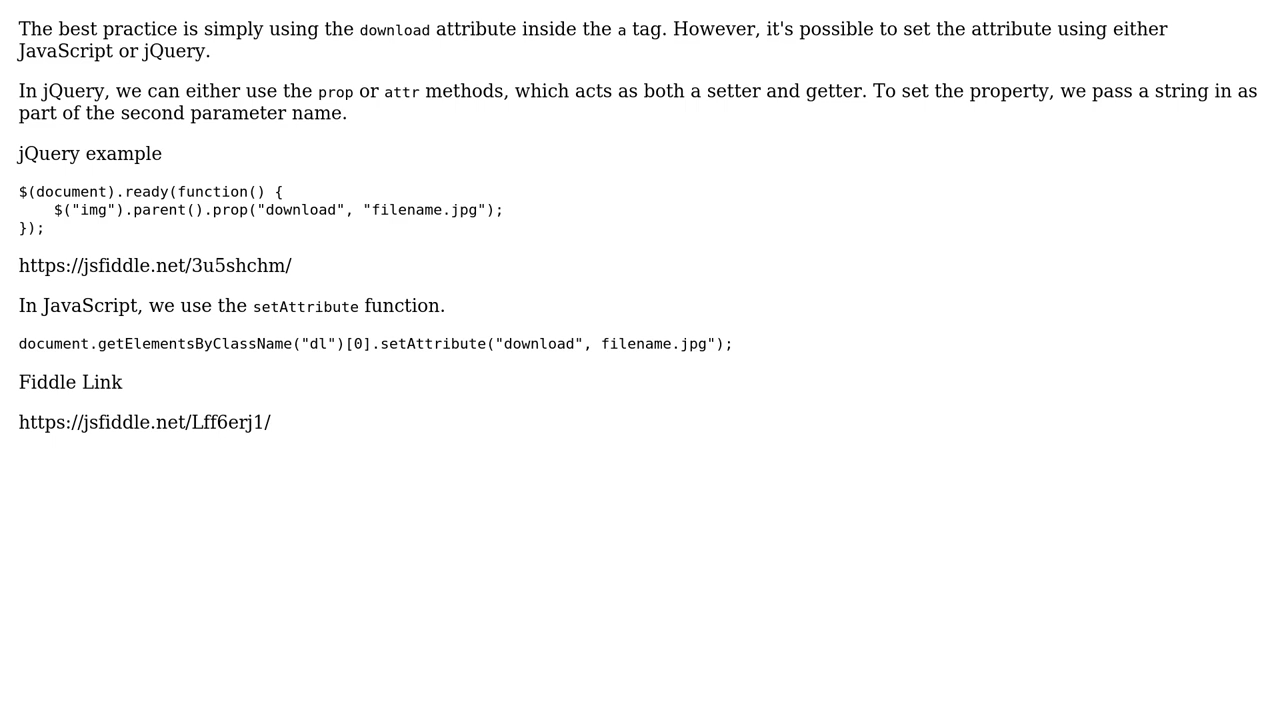 The best practice is simply using the download attribute inside the a tag. However, it's possible to set the attribute using either
JavaScript or jQuery.
In jQuery, we can either use the prop or attr methods, which acts as both a setter and getter. To set the property, we pass a string in as
part of the second parameter name.
jQuery example
$(document).ready(function() {
    $("img").parent().prop("download", "filename.jpg");
});
https://jsfiddle.net/3u5shchm/
In JavaScript, we use the setAttribute function.
document.getElementsByClassName("dl")[0].setAttribute("download", filename.jpg");
Fiddle Link
https://jsfiddle.net/Lff6erj1/